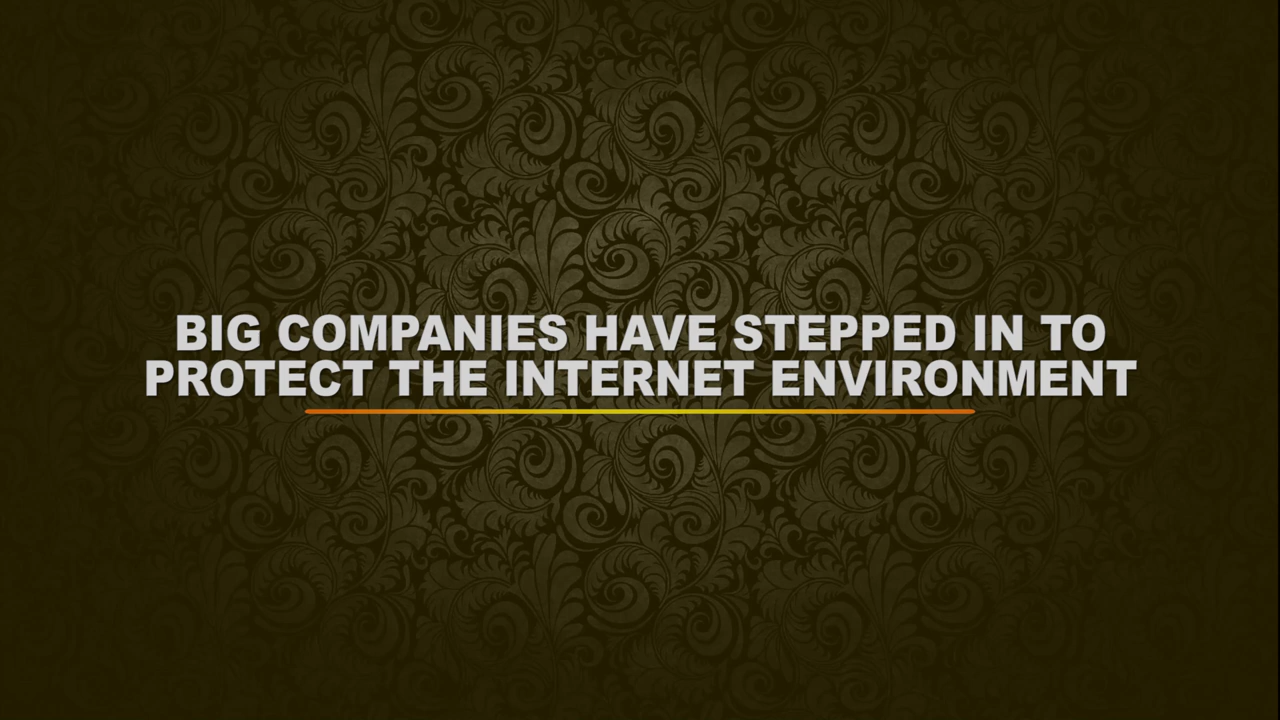 BIG COMPANIES HAVE STEPPED IN TO
PROTECT THE INTERNET ENVIRONMENT